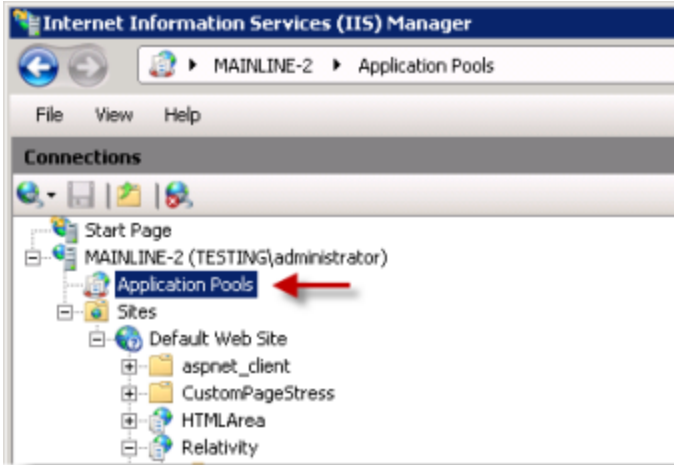 Internet Information Services (IIS) Manager
MAINLINE-2 Application Pools
File View Help
Connections
Start Page
MAINLINE-2 (TESTING\administrator)
Application Pools
Sites
Default Web Site
aspnet_client
CustomPageStress
HTMLArea
Relativity